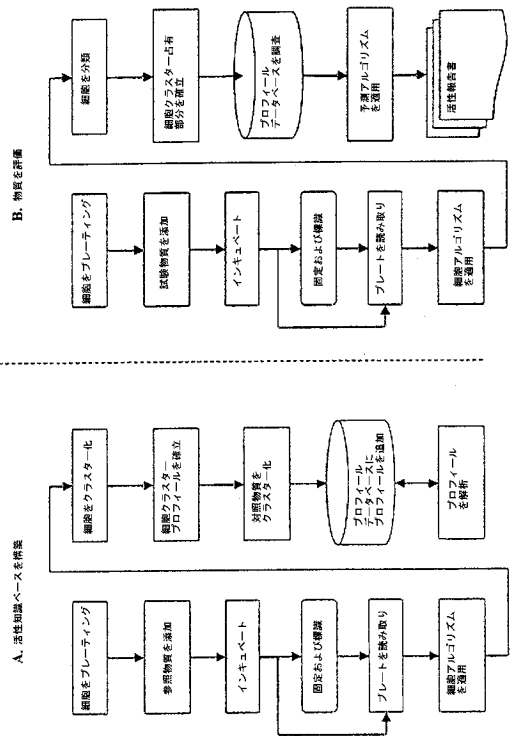 A. 活性知識ベースを構築
細胞をプレーティング
参照物質を添加
インキュベート
固定および標識
プレートを読み取り
細胞アルゴリズム
を適用
細胞をクラスター化
細胞クラスター
プロフィールを確立
対照物質を
クラスター化
プロフィール
データベースに
プロフィールを追加
プロフィール
を解析
B. 物質を評価
細胞をプレーティング
試験物質を添加
インキュベート
固定および標識
プレートを読み取り
細胞アルゴリズム
を適用
細胞を分類
細胞クラスター占有
部分を確立
プロフィール
データベースを調査
予測アルゴリズム
を適用
活性報告書